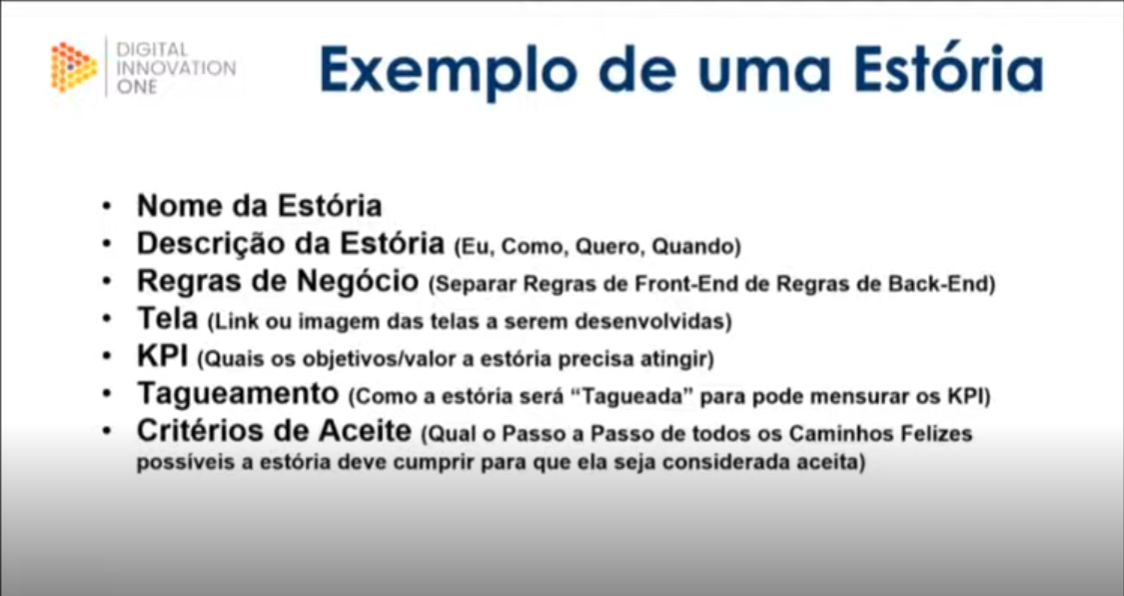 DIGITAL
INNOVATION
ONE
Exemplo de uma Estória
• Nome da Estória
• Descrição da Estória (Eu, Como, Quero, Quando)
• Regras de Negócio (Separar Regras de Front-End de Regras de Back-End)
• Tela (Link ou imagem das telas a serem desenvolvidas)
• KPI (Quais os objetivos/valor a estória precisa atingir)
• Tagueamento (Como a estória será “Tagueada” para pode mensurar os KPI)
• Critérios de Aceite (Qual o Passo a Passo de todos os Caminhos Felizes
possíveis a estória deve cumprir para que ela seja considerada aceita)